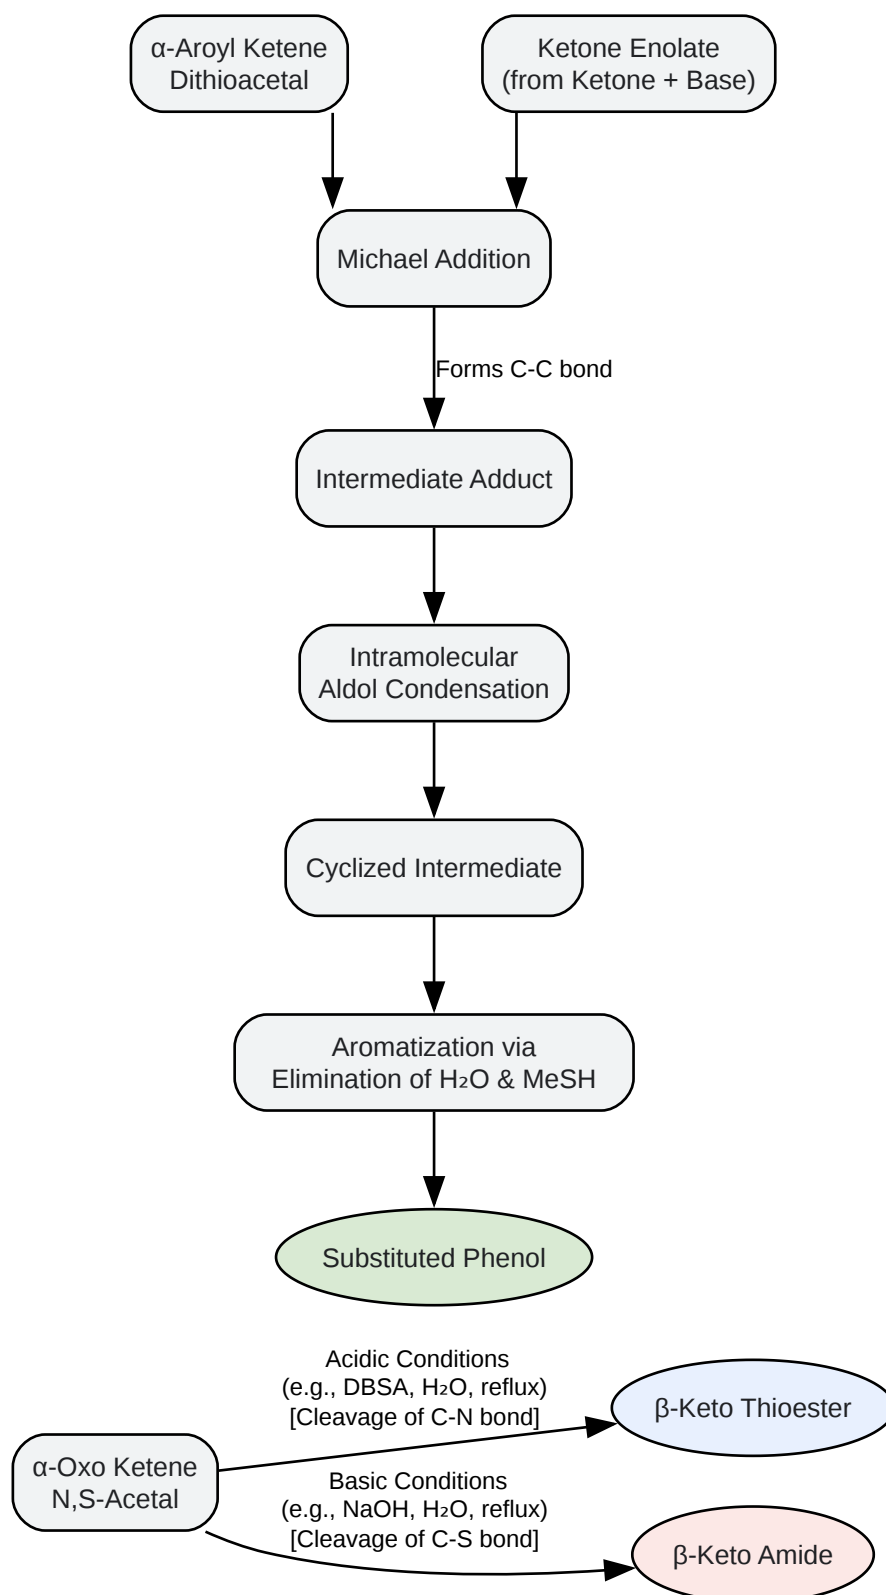 α-Aroyl Ketene
Dithioacetal
Ketone Enolate
(from Ketone + Base)
Michael Addition
Forms C-C bond
Intermediate Adduct
Intramolecular
Aldol Condensation
Cyclized Intermediate
Aromatization via
Elimination of H₂O & MeSH
Substituted Phenol
Acidic Conditions
(e.g., DBSA, H₂O, reflux)
[Cleavage of C-N bond]
β-Keto Thioester
α-Oxo Ketene
N,S-Acetal
Basic Conditions
(e.g., NaOH, H₂O, reflux)
[Cleavage of C-S bond]
β-Keto Amide